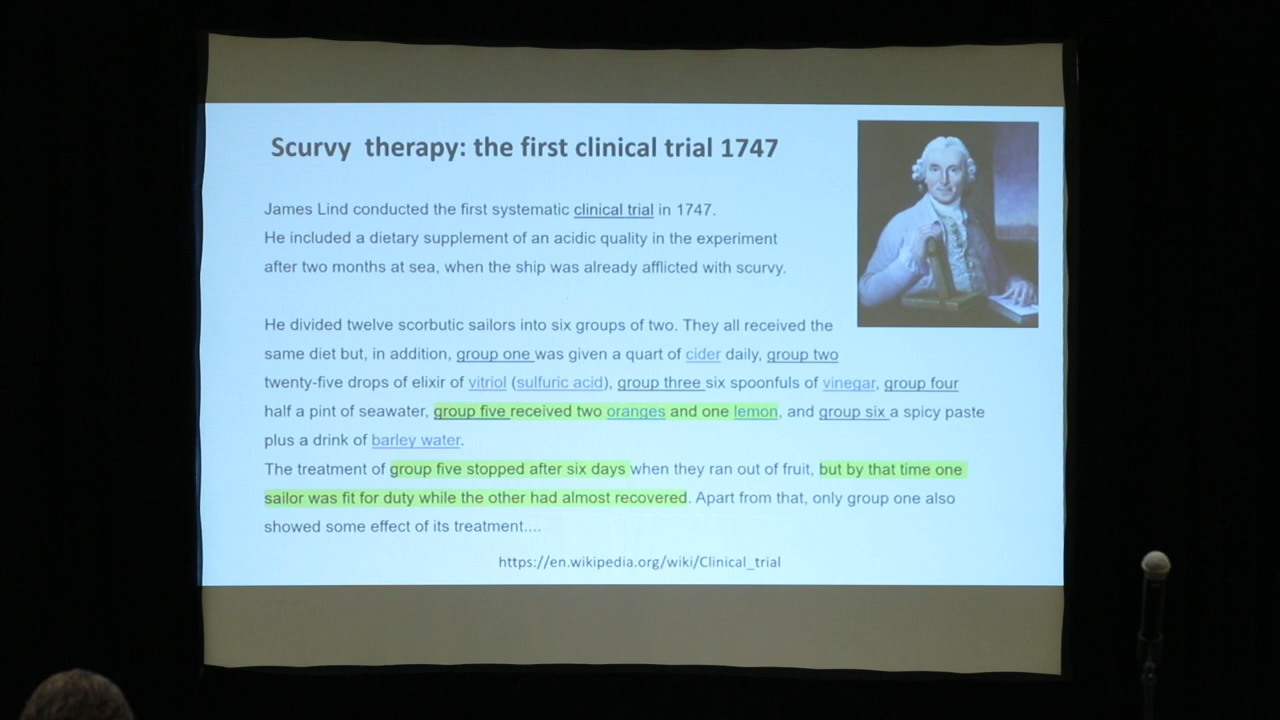 Scurvy therapy: the first clinical trial 1747
James Lind conducted the first systematic clinical trial in 1747.
He included a dietary supplement of an acidic quality in the experiment
after two months at sea, when the ship was already afflicted with scurvy.
He divided twelve scorbutic sailors into six groups of two. They all received the
same diet but, in addition, group one was given a quart of cider daily, group two
twenty-five drops of elixir of vitriol (sulfuric acid), group three six spoonfuls of vinegar, group four
half a pint of seawater, group five received two oranges and one lemon, and group six a spicy paste
plus a drink of barley water.
The treatment of group five stopped after six days when they ran out of fruit, but by that time one
sailor was fit for duty while the other had almost recovered. Apart from that, only group one also
showed some effect of its treatment....
https://en.wikipedia.org/wiki/Clinical_trial